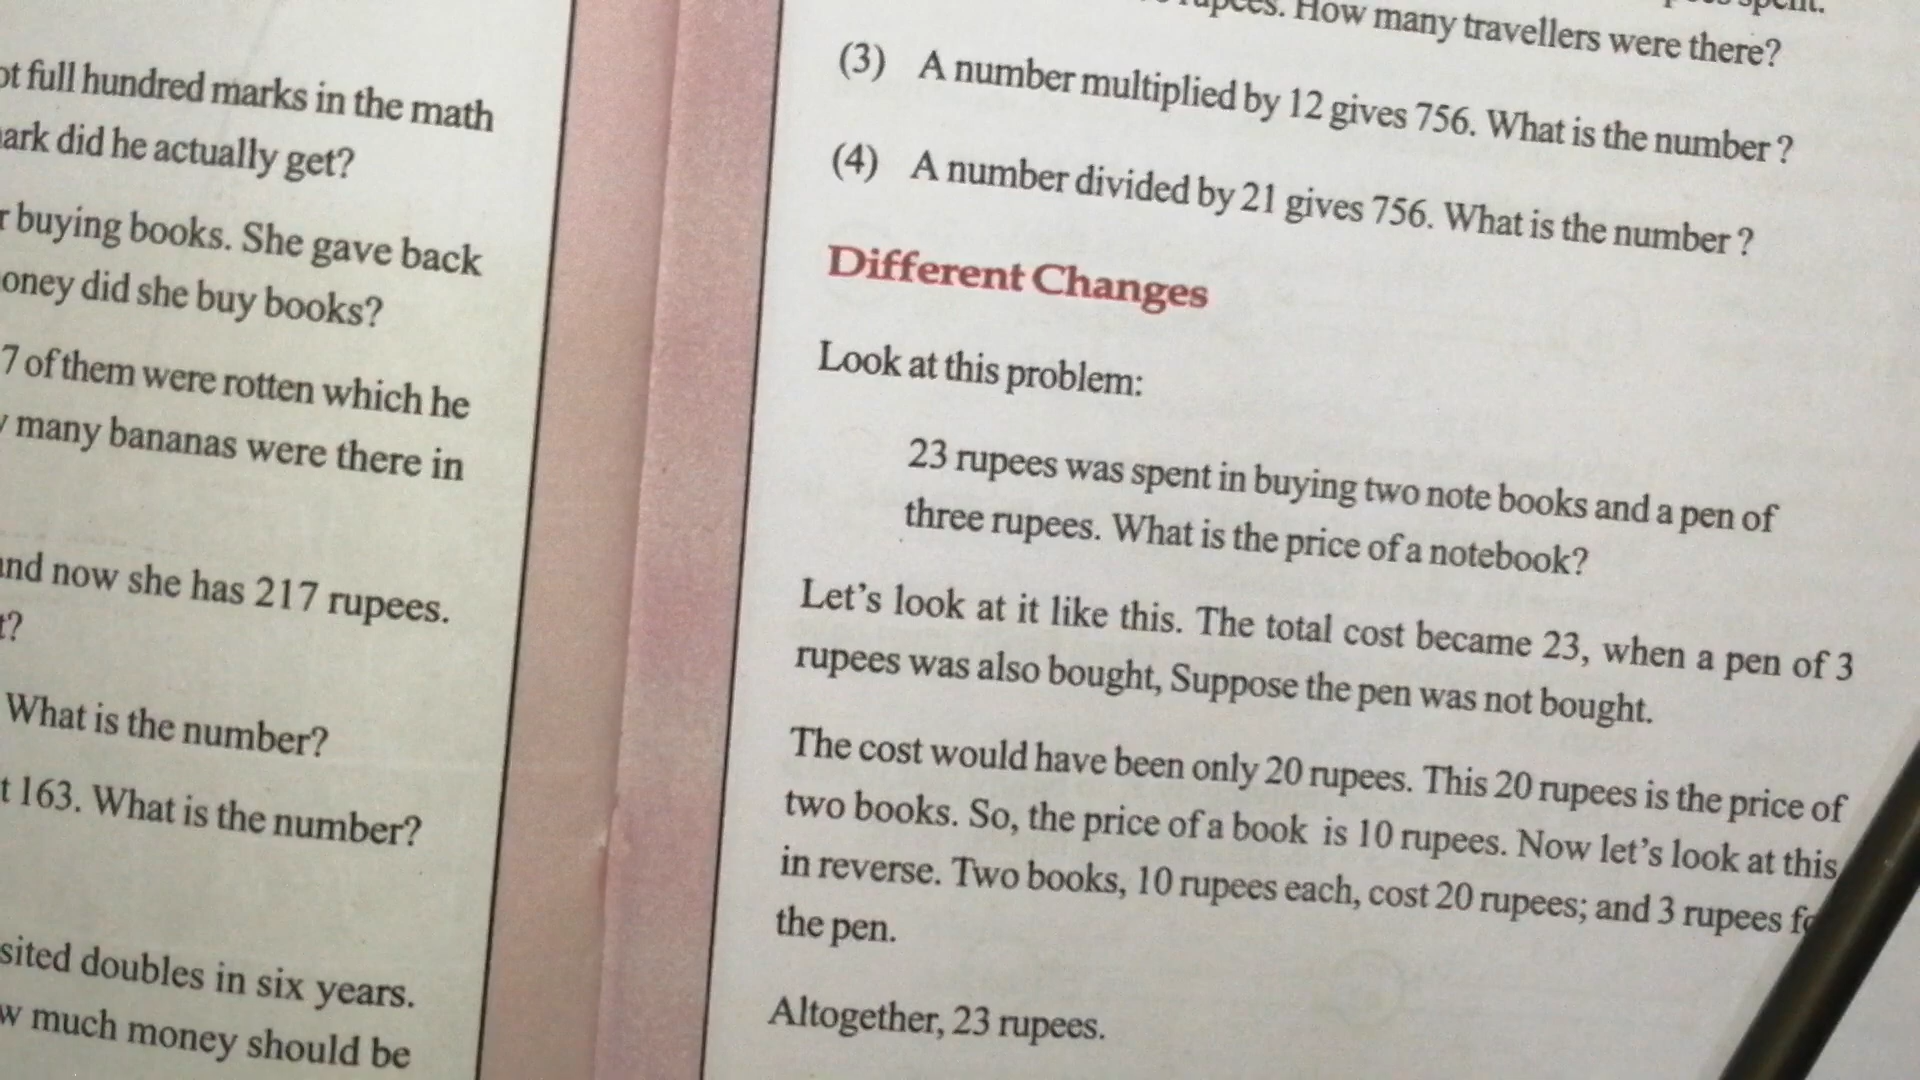 ot full hundred marks in the math
ark did he actually get?
r buying books. She gave back
oney did she buy books?
7 of them were rotten which he
many bananas were there in
and now she has 217 rupees.
t?
What is the number?
t 163. What is the number?
sited doubles in six years.
w much money should be
rupees. How many travellers were there?
(3) A number multiplied by 12 gives 756. What is the number?
(4) A number divided by 21 gives 756. What is the number?
Different Changes
Look at this problem:
23 rupees was spent in buying two note books and a pen of
three rupees. What is the price of a notebook?
Let's look at it like this. The total cost became 23, when a pen of 3
rupees was also bought, Suppose the pen was not bought.
The cost would have been only 20 rupees. This 20 rupees is the price of
two books. So, the price of a book is 10 rupees. Now let's look at this
in reverse. Two books, 10 rupees each, cost 20 rupees; and 3 rupees fo
the pen.
Altogether, 23 rupees.